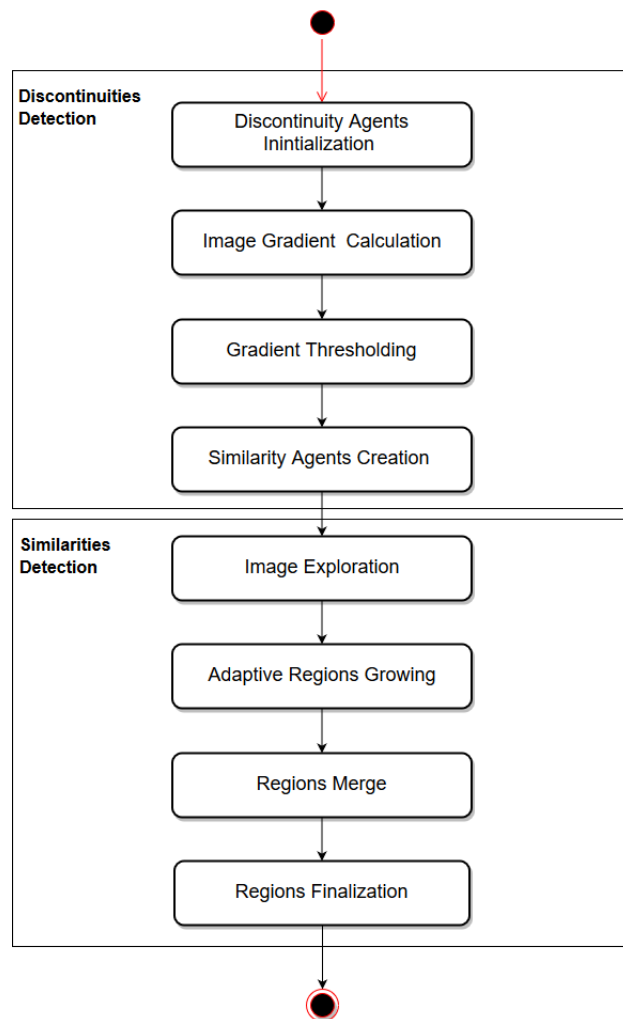 Discontinuities
Detection
Discontinuity Agents
Inintialization
Image Gradient Calculation
Gradient Thresholding
Similarity Agents Creation
Similarities
Detection
Image Exploration
Adaptive Regions Growing
Regions Merge
Regions Finalization